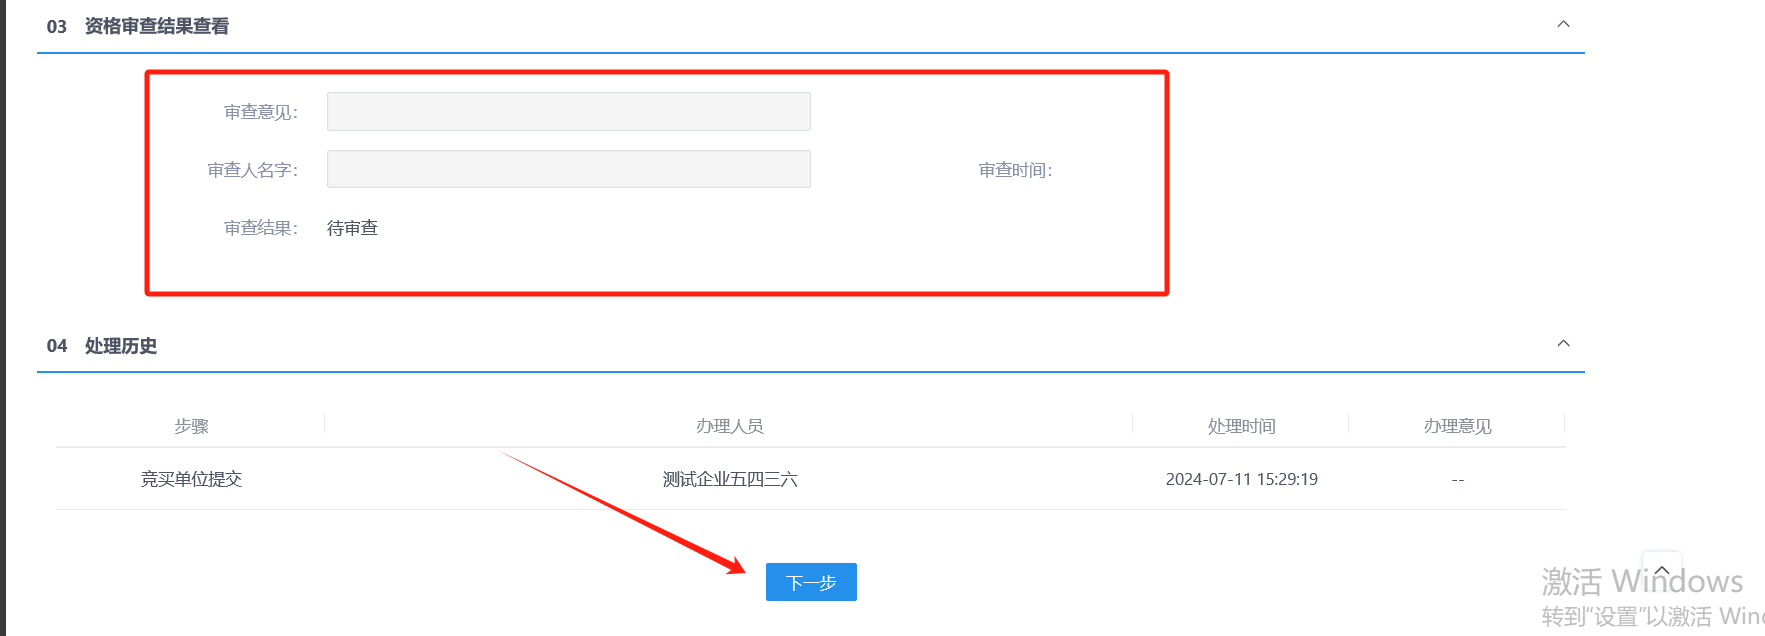 03 资格审查结果查看
审查意见：
审查人名字： 审查时间：
审查结果： 待审查
04 处理历史
步骤 办理人员 处理时间 办理意见
竞买单位提交 测试企业五四三六 2024-07-11 15:29:19 --
下一步
激活 Windows
转到“设置”以激活 Win